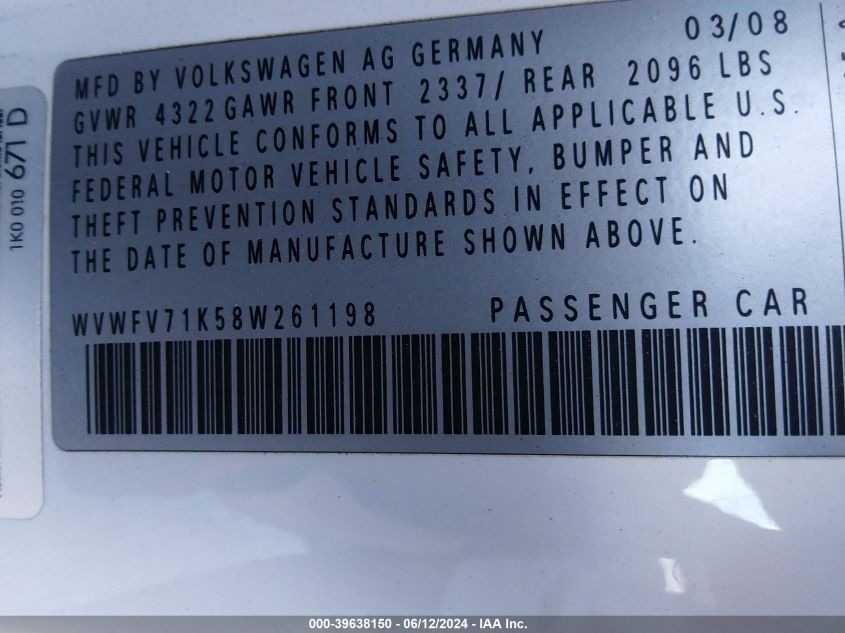 03/08
MFD BY VOLKSWAGEN AG GERMANY
GVWR 4322GAWR FRONT 2337/ REAR 2096 LBS
THIS VEHICLE CONFORMS TO ALL APPLICABLE U.S.
FEDERAL MOTOR VEHICLE SAFETY, BUMPER AND
THEFT PREVENTION STANDARDS IN EFFECT ON
THE DATE OF MANUFACTURE SHOWN ABOVE.
WVWFV71K58W261198 PASSENGER CAR
1K0 010 671 D
000-39638150 - 06/12/2024 - IAA Inc.